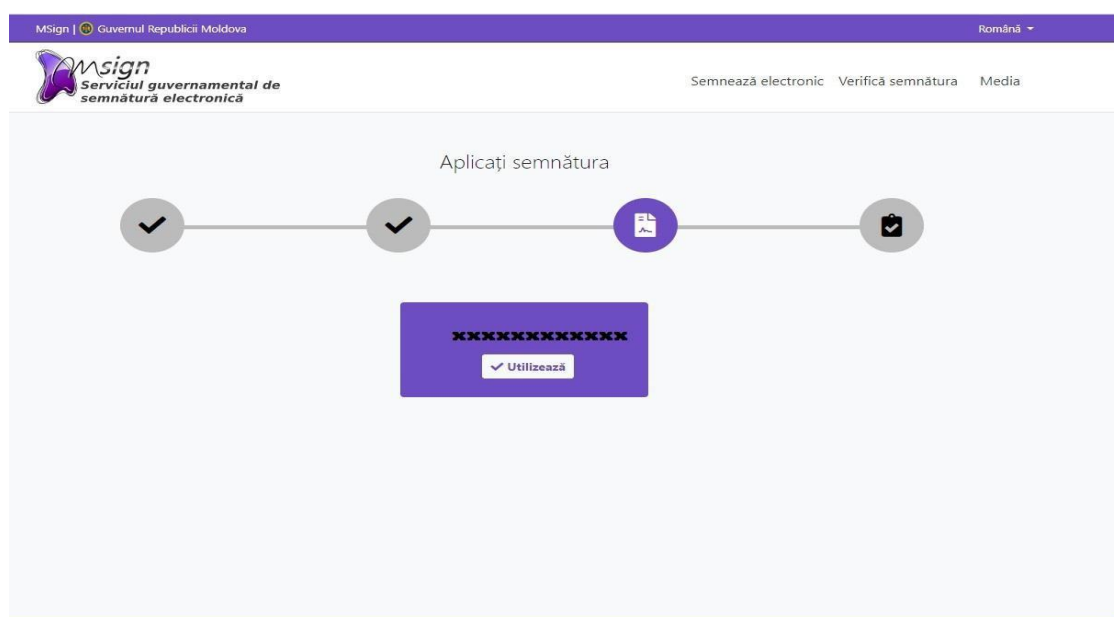 MSign | Guvernul Republicii Moldova
Română
Msign
Serviciul guvernamental de
semnătură electronică
Semnează electronic Verifică semnătura Media
Aplicați semnătura
xxxxxxxxxxxx
Utilizează